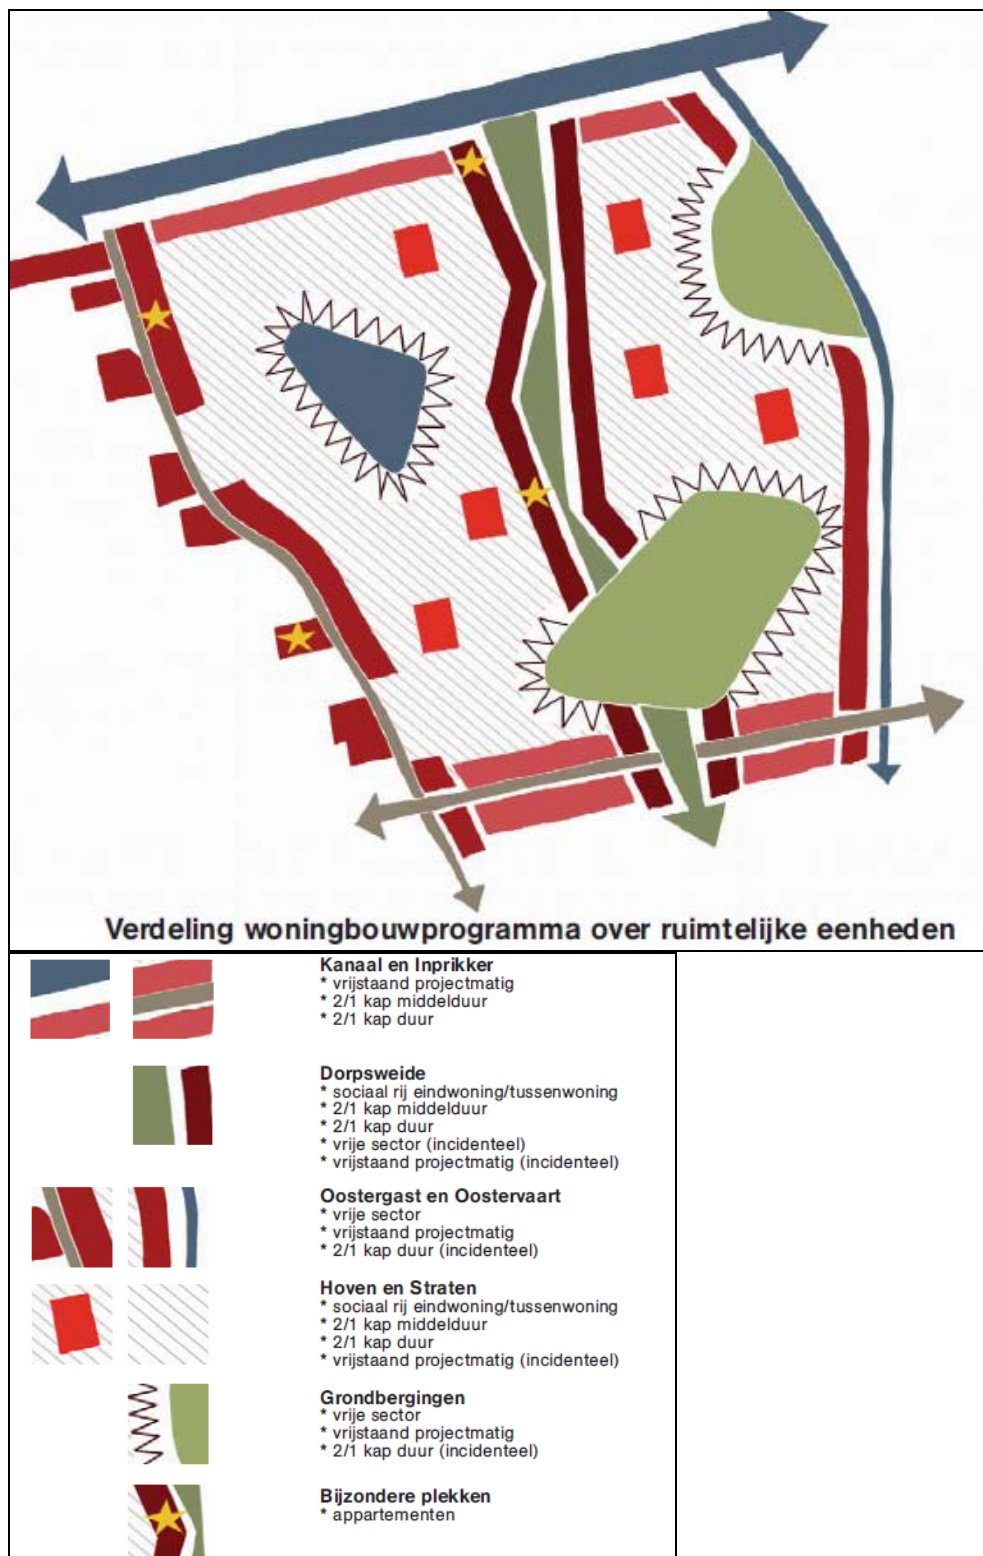 Verdeling woningbouwprogramma over ruimtelijke eenheden
Kanaal en Inprikker
* vrijstaand projectmatig
* 2/1 kap middelduur
* 2/1 kap duur
Dorpsweide
* sociaal rij eindwoning/tussenwoning
* 2/1 kap middelduur
* 2/1 kap duur
* vrije sector (incidenteel)
* vrijstaand projectmatig (incidenteel)
Oostergast en Oostervaart
* vrije sector
* vrijstaand projectmatig
* 2/1 kap duur (incidenteel)
Hoven en Straten
* sociaal rij eindwoning/tussenwoning
* 2/1 kap middelduur
* 2/1 kap duur
* vrijstaand projectmatig (incidenteel)
Grondbergingen
* vrije sector
* vrijstaand projectmatig
* 2/1 kap duur (incidenteel)
Bijzondere plekken
* appartementen